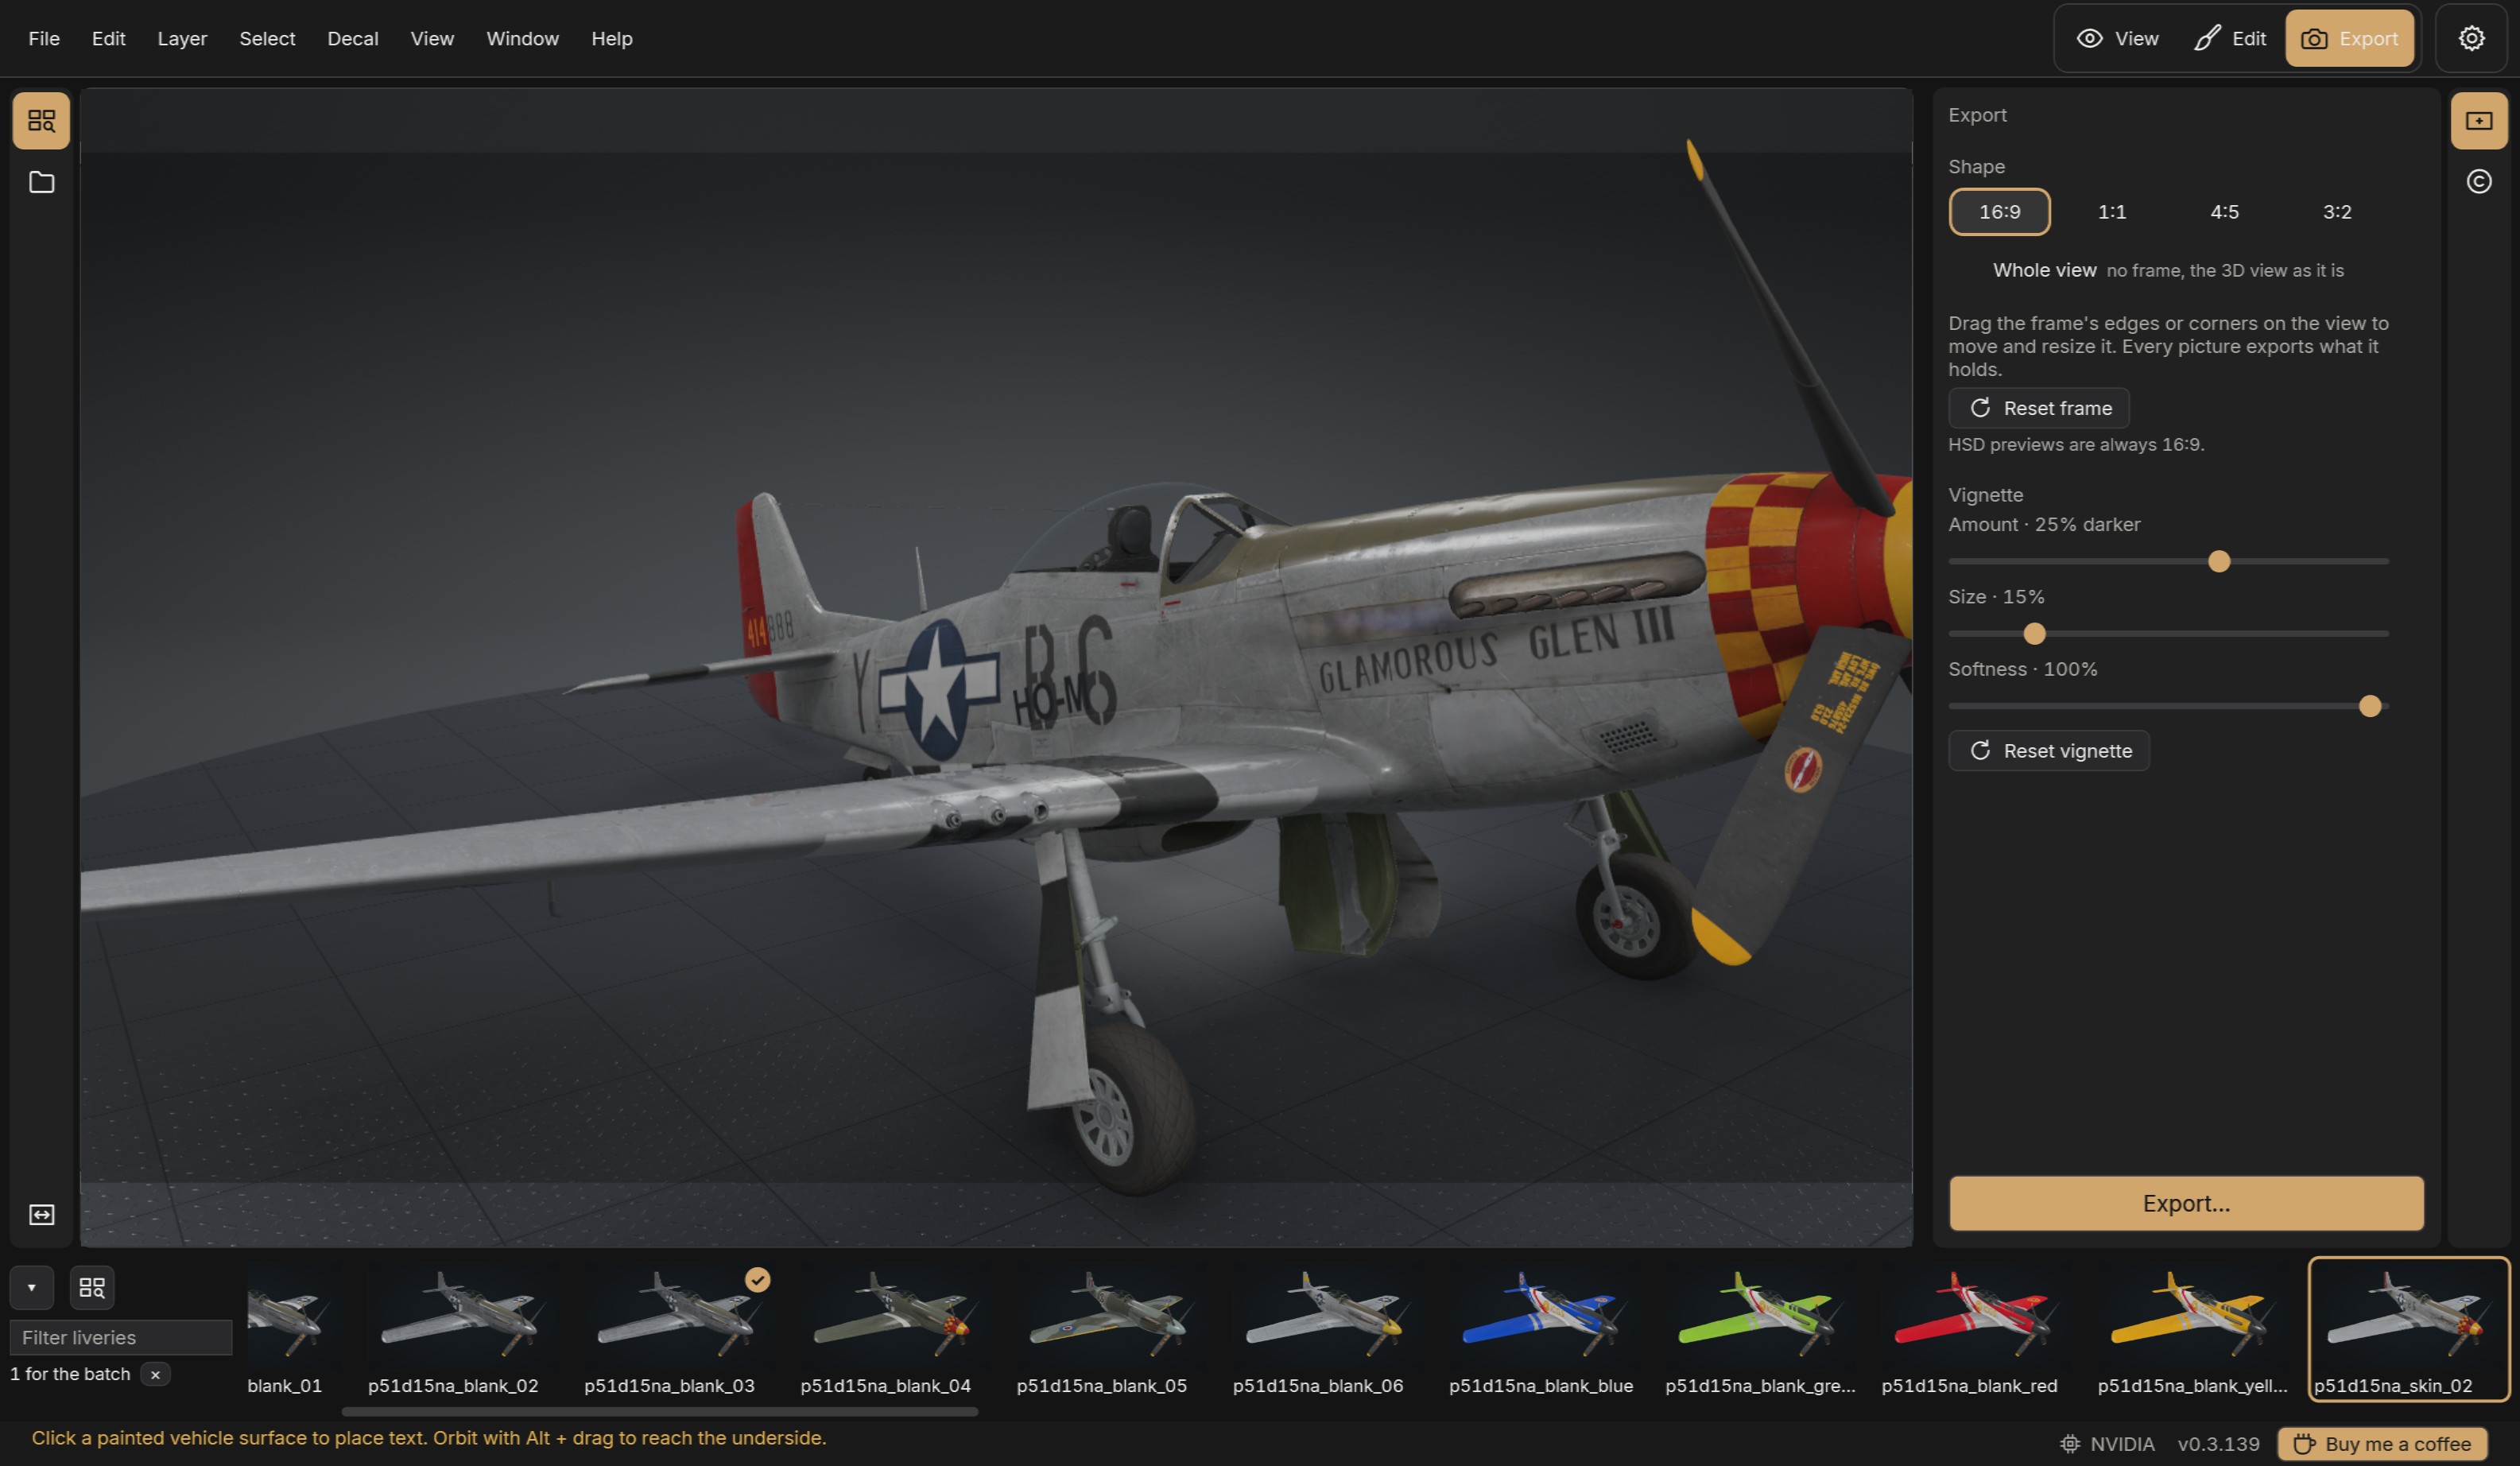 File Edit Layer Select Decal View Window Help
View Edit Export
Export
Shape
16:9 1:1 4:5 3:2
Whole view no frame, the 3D view as it is
Drag the frame's edges or corners on the view to
move and resize it. Every picture exports what it
holds.
Reset frame
HSD previews are always 16:9.
Vignette
Amount · 25% darker
Size · 15%
Softness · 100%
Reset vignette
Export...
414888
Y
B6
HO-M
GLAMOROUS GLEN III
Filter liveries
1 for the batch
blank_01
p51d15na_blank_02
p51d15na_blank_03
p51d15na_blank_04
p51d15na_blank_05
p51d15na_blank_06
p51d15na_blank_blue
p51d15na_blank_gre...
p51d15na_blank_red
p51d15na_blank_yell...
p51d15na_skin_02
Click a painted vehicle surface to place text. Orbit with Alt + drag to reach the underside.
NVIDIA v0.3.139 Buy me a coffee